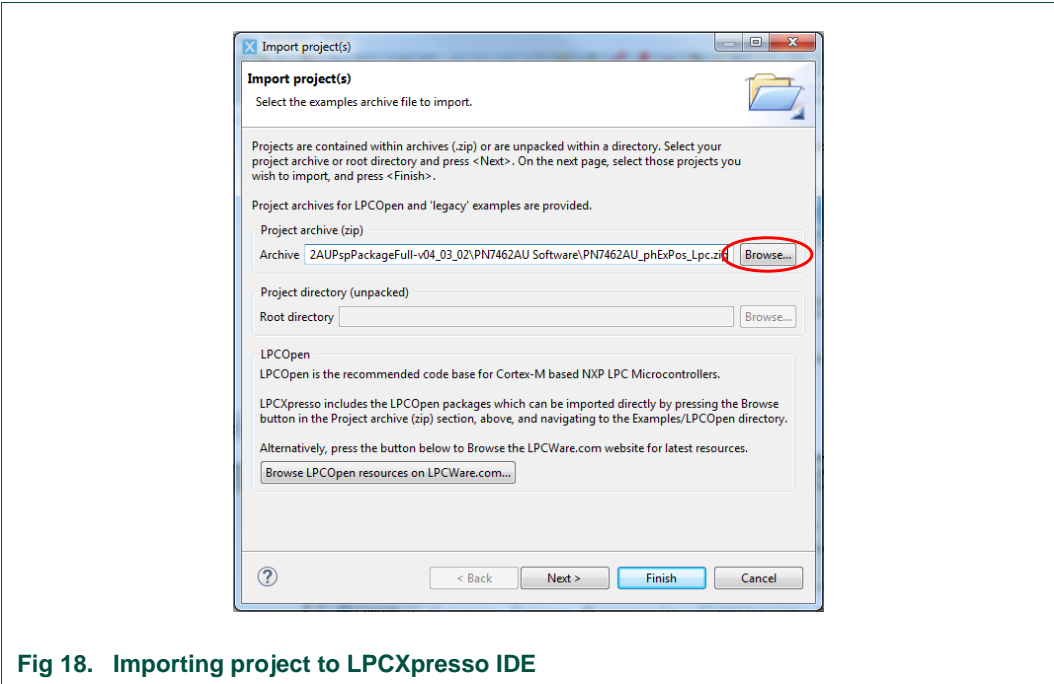 Import project(s)
Import project(s)
Select the examples archive file to import.
Projects are contained within archives (.zip) or are unpacked within a directory. Select your
project archive or root directory and press <Next>. On the next page, select those projects you
wish to import, and press <Finish>.
Project archives for LPCOpen and 'legacy' examples are provided.
Project archive (zip)
Archive 2AUPspPackageFull-v04_03_02\PN7462AU Software\PN7462AU_phExPos_Lpc.zip Browse...
Project directory (unpacked)
Root directory Browse...
LPCOpen
LPCOpen is the recommended code base for Cortex-M based NXP LPC Microcontrollers.
LPCXpresso includes the LPCOpen packages which can be imported directly by pressing the Browse
button in the Project archive (zip) section, above, and navigating to the Examples/LPCOpen directory.
Alternatively, press the button below to Browse the LPCWare.com website for latest resources.
Browse LPCOpen resources on LPCWare.com...
< Back Next > Finish Cancel
Fig 18. Importing project to LPCXpresso IDE